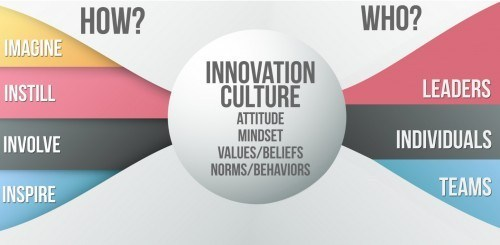 HOW?
IMAGINE
INSTILL
INVOLVE
INSPIRE
INNOVATION
CULTURE
ATTITUDE
MINDSET
VALUES/BELIEFS
NORMS/BEHAVIORS
WHO?
LEADERS
INDIVIDUALS
TEAMS